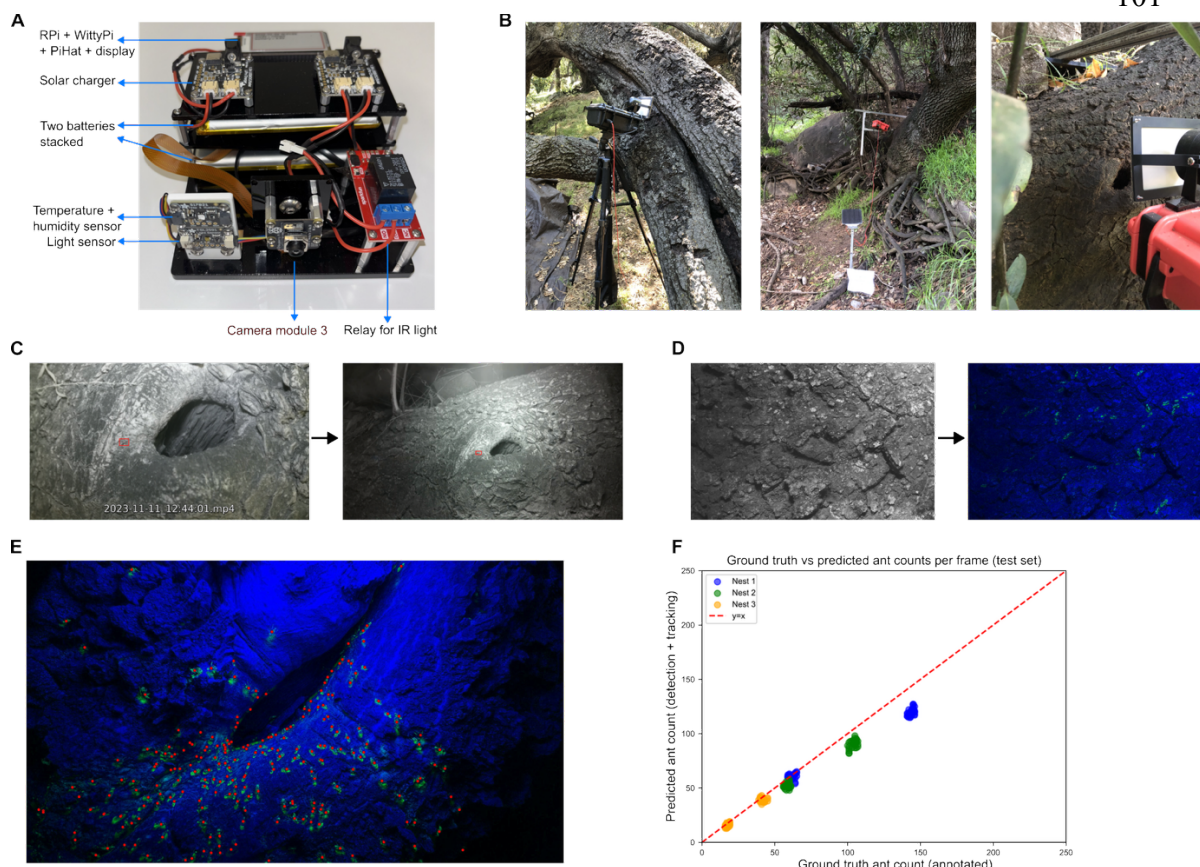 101
A
RPi + WittyPi
+ PiHat + display
Solar charger
Two batteries
stacked
Temperature +
humidity sensor
Light sensor
Camera module 3
Relay for IR light
B
C
2023-11-11 12:44:01.mp4
D
E
F
Ground truth vs predicted ant counts per frame (test set)
Predicted ant count (detection + tracking)
250
200
150
100
50
0
Nest 1
Nest 2
Nest 3
y=x
0 50 100 150 200 250
Ground truth ant count (annotated)